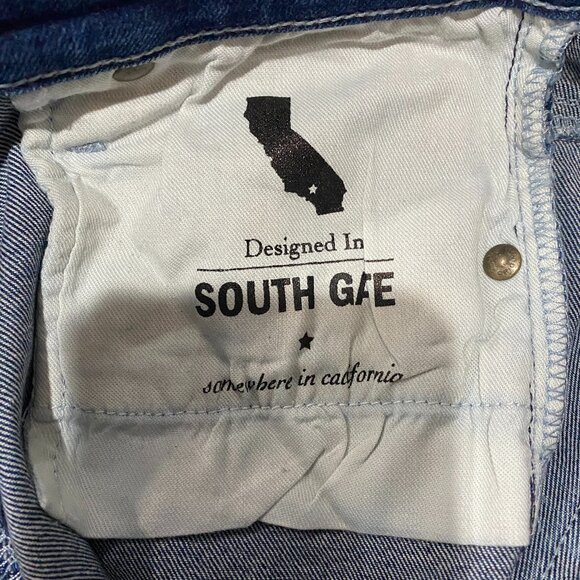 Designed In
SOUTH GATE
somewhere in california